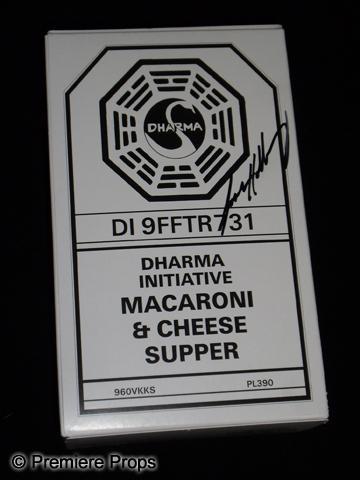 DHARMA
DI 9FFTR731
DHARMA
INITIATIVE
MACARONI
& CHEESE
SUPPER
960VKKS PL390
© Premiere Props